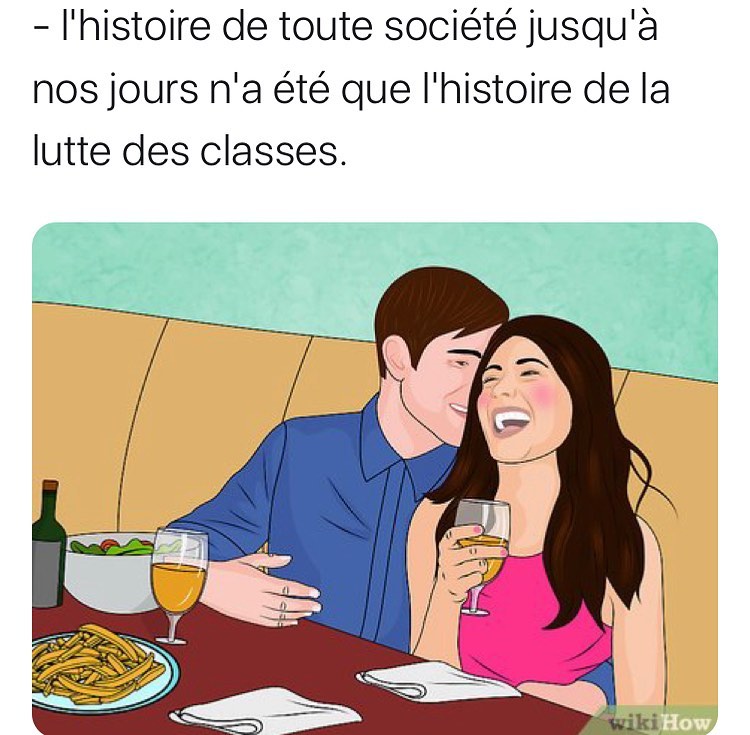 - l'histoire de toute société jusqu'à
nos jours n'a été que l'histoire de la
lutte des classes.
wikiHow